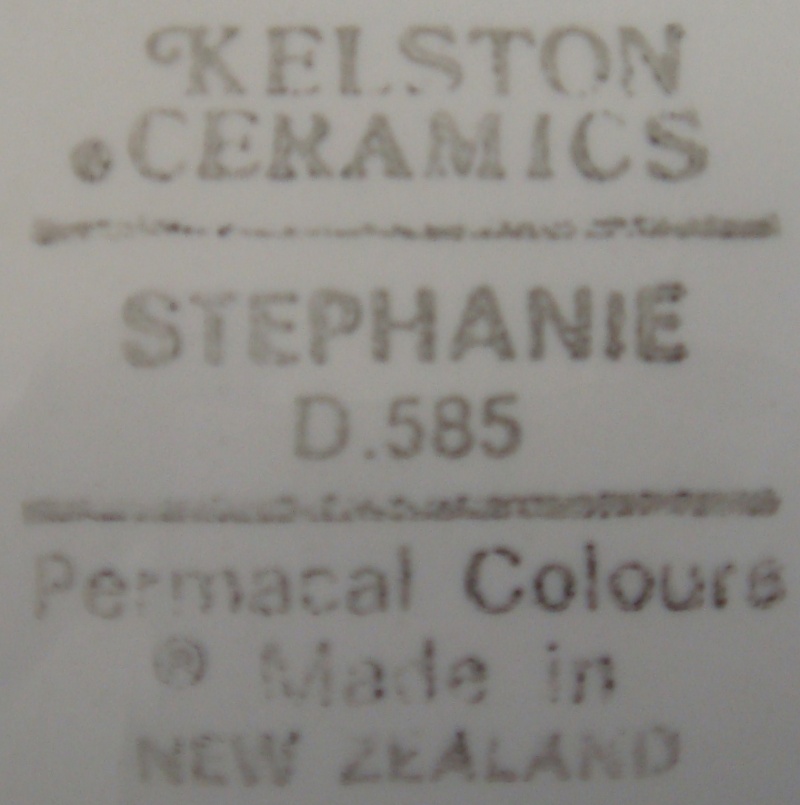 KELSTON
® CERAMICS
STEPHANIE
D.585
Permacal Colours
® Made in
NEW ZEALAND